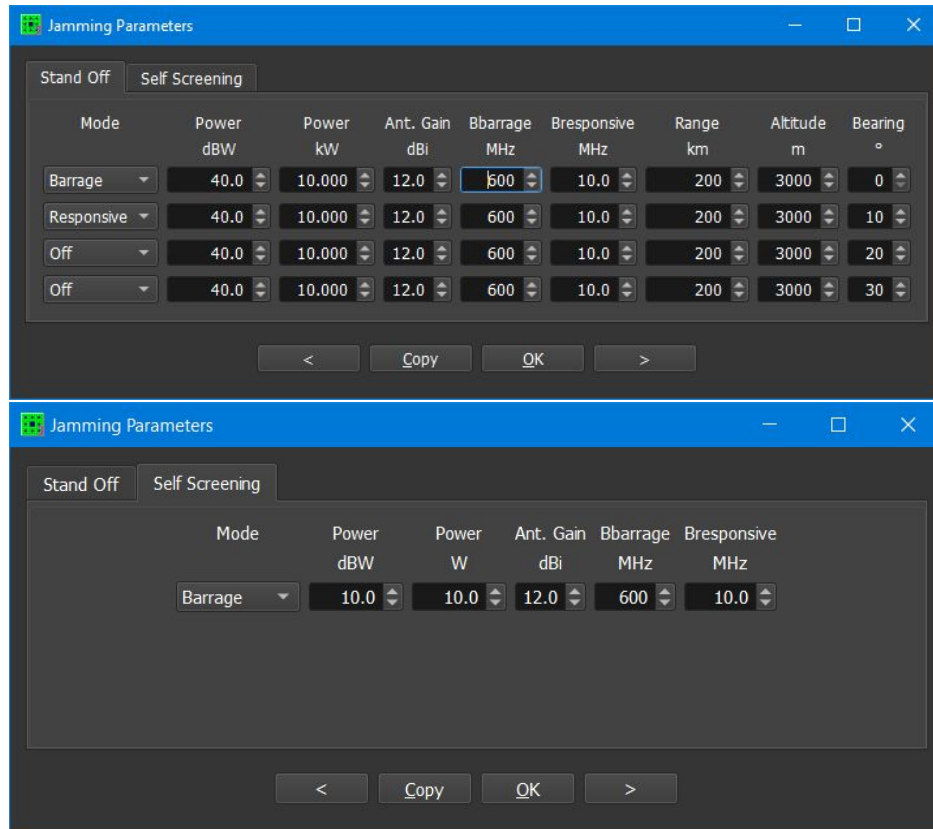 Jamming Parameters
Stand Off Self Screening
Mode Power Power Ant. Gain Bbarrage Bresponsive Range Altitude Bearing
dBW kW dBi MHz MHz km m °
Barrage 40.0 10.000 12.0 600 10.0 200 3000 0
Responsive 40.0 10.000 12.0 600 10.0 200 3000 10
Off 40.0 10.000 12.0 600 10.0 200 3000 20
Off 40.0 10.000 12.0 600 10.0 200 3000 30
< Copy OK >
Jamming Parameters
Stand Off Self Screening
Mode Power Power Ant. Gain Bbarrage Bresponsive
dBW W dBi MHz MHz
Barrage 10.0 10.0 12.0 600 10.0
< Copy OK >